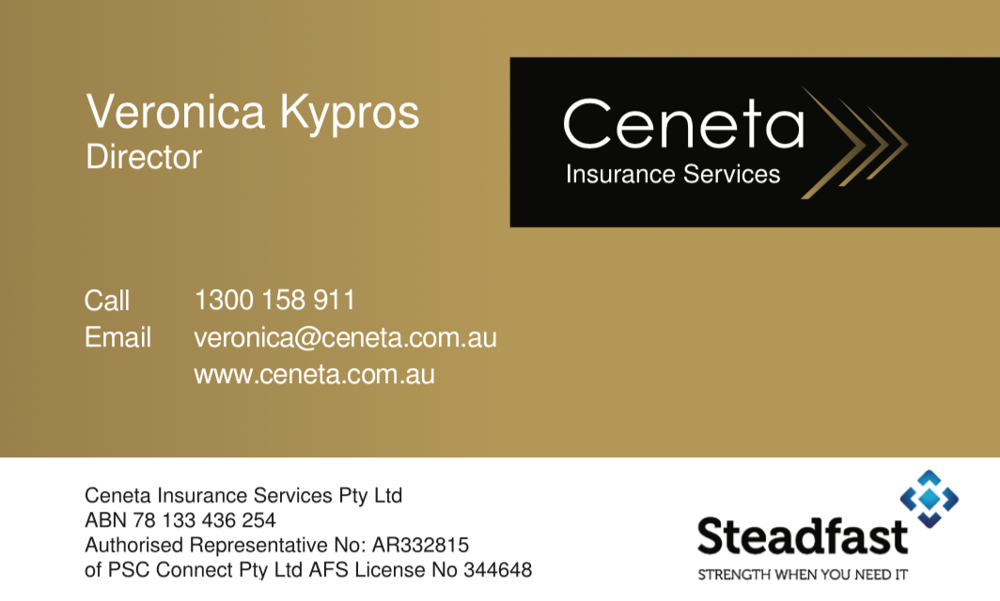 Veronica Kypros
Director
Ceneta
Insurance Services
Call 1300 158 911
Email veronica@ceneta.com.au
www.ceneta.com.au
Ceneta Insurance Services Pty Ltd
ABN 78 133 436 254
Authorised Representative No: AR332815
of PSC Connect Pty Ltd AFS License No 344648
Steadfast
STRENGTH WHEN YOU NEED IT